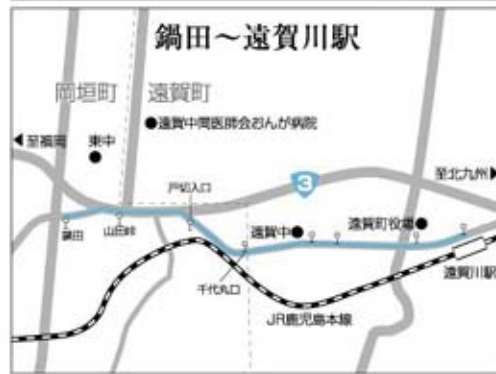 鍋田～遠賀川駅
岡垣町
遠賀町
遠賀中間医師会おんが病院
至福岡
東中
戸切入口
3
至北九州
鍋田
山田峠
遠賀中
遠賀町役場
千代丸口
遠賀川駅
JR鹿児島本線